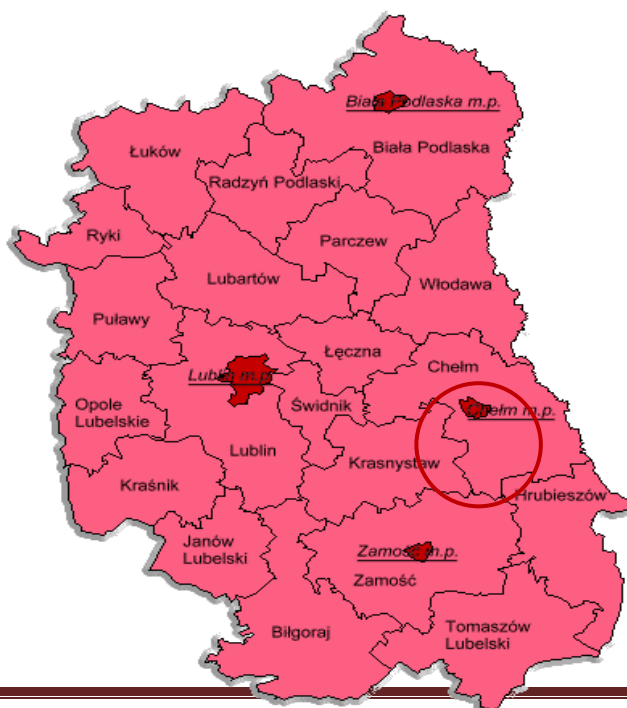 Biała Podlaska m.p.
Łuków
Biała Podlaska
Radzyń Podlaski
Ryki
Parczew
Lubartów
Włodawa
Puławy
Łęczna
Chełm
Lublin m.p.
Opole
Lubelskie
Świdnik
Chełm m.p.
Lublin
Krasnystaw
Kraśnik
Hrubieszów
Janów
Lubelski
Zamość m.p.
Zamość
Biłgoraj
Tomaszów
Lubelski